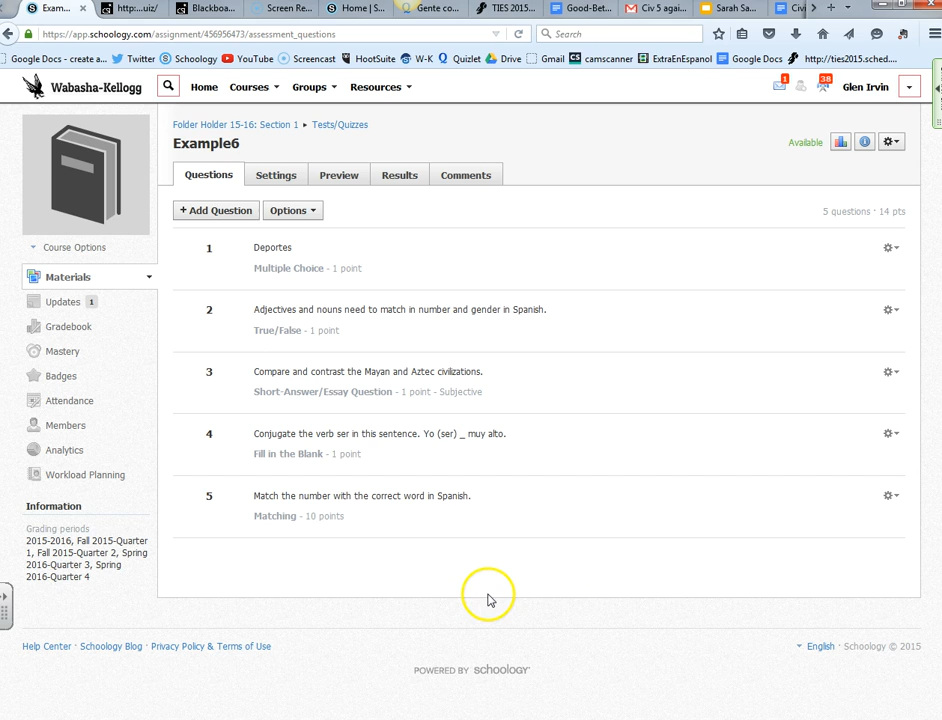 Exam...
http:...uiz/
Blackboa...
Screen Re...
Home | S...
Gente co...
TIES 2015...
Good-Bet...
Civ 5 agai...
Sarah Sa...
Civi
https://app.schoology.com/assignment/456956473/assessment_questions
Search
Google Docs - create a... Twitter Schoology YouTube Screencast HootSuite W-K Quizlet Drive Gmail camscanner ExtraEnEspanol Google Docs http://ties2015.sched....
Wabasha-Kellogg Home Courses Groups Resources 1 38 Glen Irvin
Folder Holder 15-16: Section 1 ▸ Tests/Quizzes
Example6
Available
Questions Settings Preview Results Comments
+ Add Question Options
5 questions · 14 pts
1 Deportes
Multiple Choice - 1 point
2 Adjectives and nouns need to match in number and gender in Spanish.
True/False - 1 point
3 Compare and contrast the Mayan and Aztec civilizations.
Short-Answer/Essay Question - 1 point - Subjective
4 Conjugate the verb ser in this sentence. Yo (ser) _ muy alto.
Fill in the Blank - 1 point
5 Match the number with the correct word in Spanish.
Matching - 10 points
Course Options
Materials
Updates 1
Gradebook
Mastery
Badges
Attendance
Members
Analytics
Workload Planning
Information
Grading periods
2015-2016, Fall 2015-Quarter
1, Fall 2015-Quarter 2, Spring
2016-Quarter 3, Spring
2016-Quarter 4
Help Center · Schoology Blog · Privacy Policy & Terms of Use
English · Schoology © 2015
POWERED BY schoology